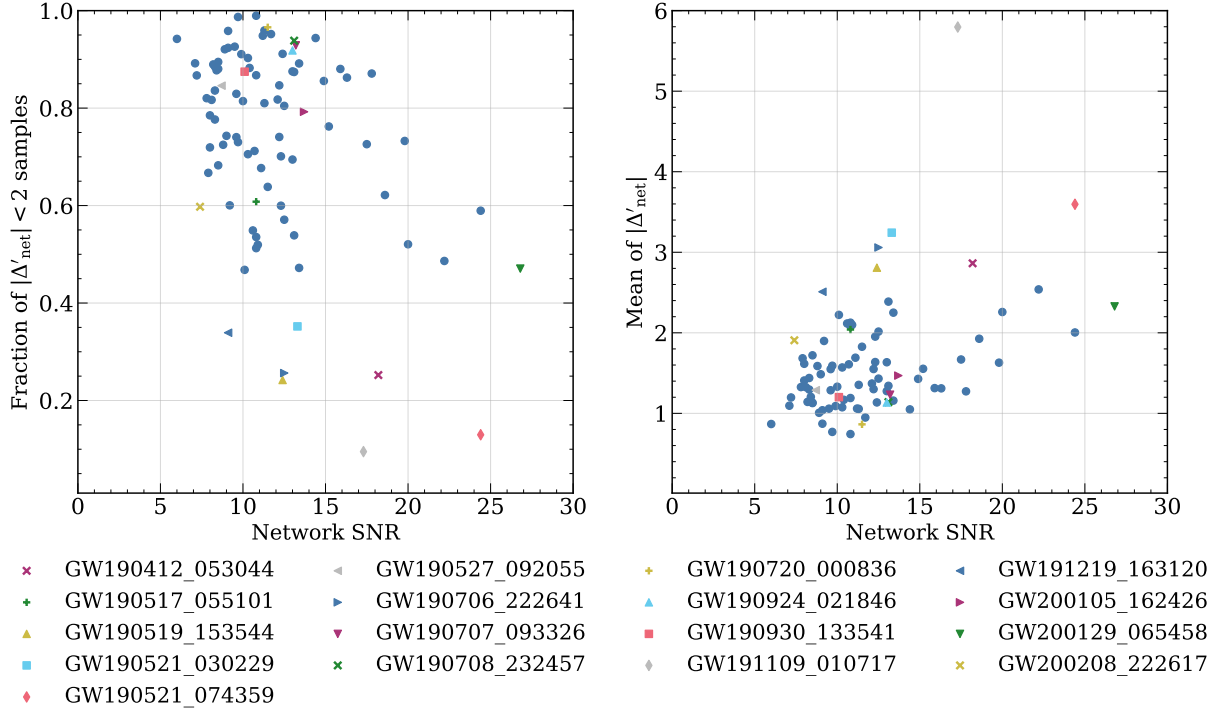 1.0
0.8
0.6
0.4
0.2
0
5
10
15
20
25
30
Network SNR
Fraction of |Δ′net| < 2 samples
6
5
4
3
2
1
0
5
10
15
20
25
30
Network SNR
Mean of |Δ′net|
GW190412_053044
GW190517_055101
GW190519_153544
GW190521_030229
GW190521_074359
GW190527_092055
GW190706_222641
GW190707_093326
GW190708_232457
GW190720_000836
GW190924_021846
GW190930_133541
GW191109_010717
GW191219_163120
GW200105_162426
GW200129_065458
GW200208_222617